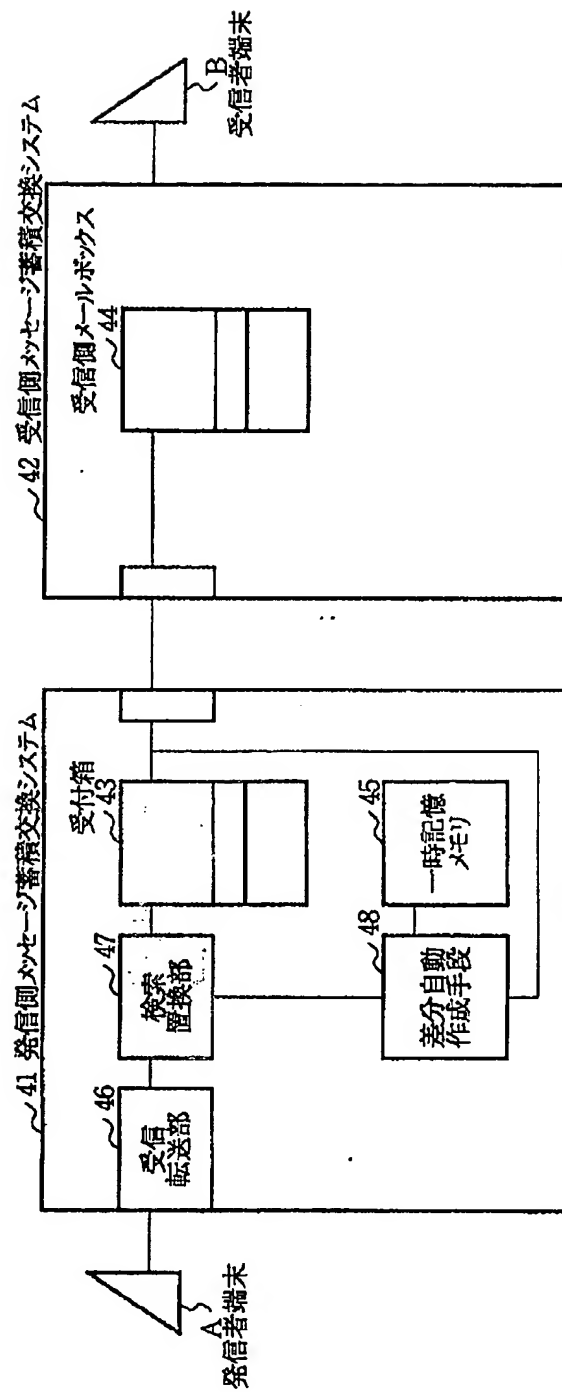 41 発信側メッセージ蓄積交換システム
42 受信側メッセージ蓄積交換システム
46
受信
転送部
47
検索
置換部
受付箱
43
48
差分自動
作成手段
45
一時記憶
メモリ
受信側メールボックス
44
A
発信者端末
B
受信者端末